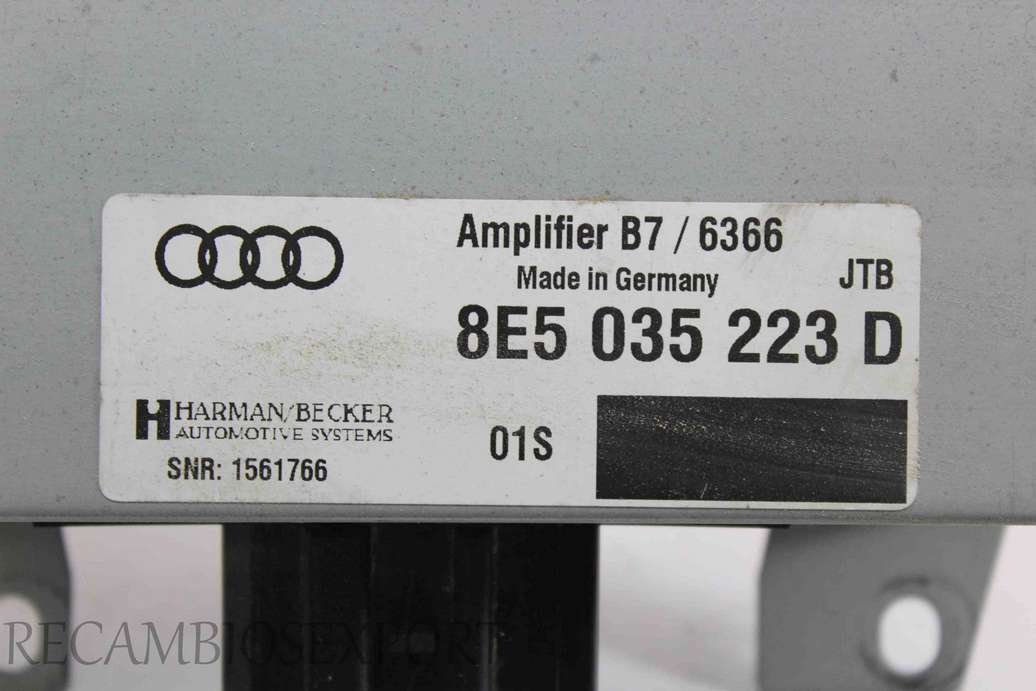 Amplifier B7 / 6366
Made in Germany
JTB
8E5 035 223 D
HARMAN/BECKER
AUTOMOTIVE SYSTEMS
01S
SNR: 1561766
RECAMBIOSEXPORT